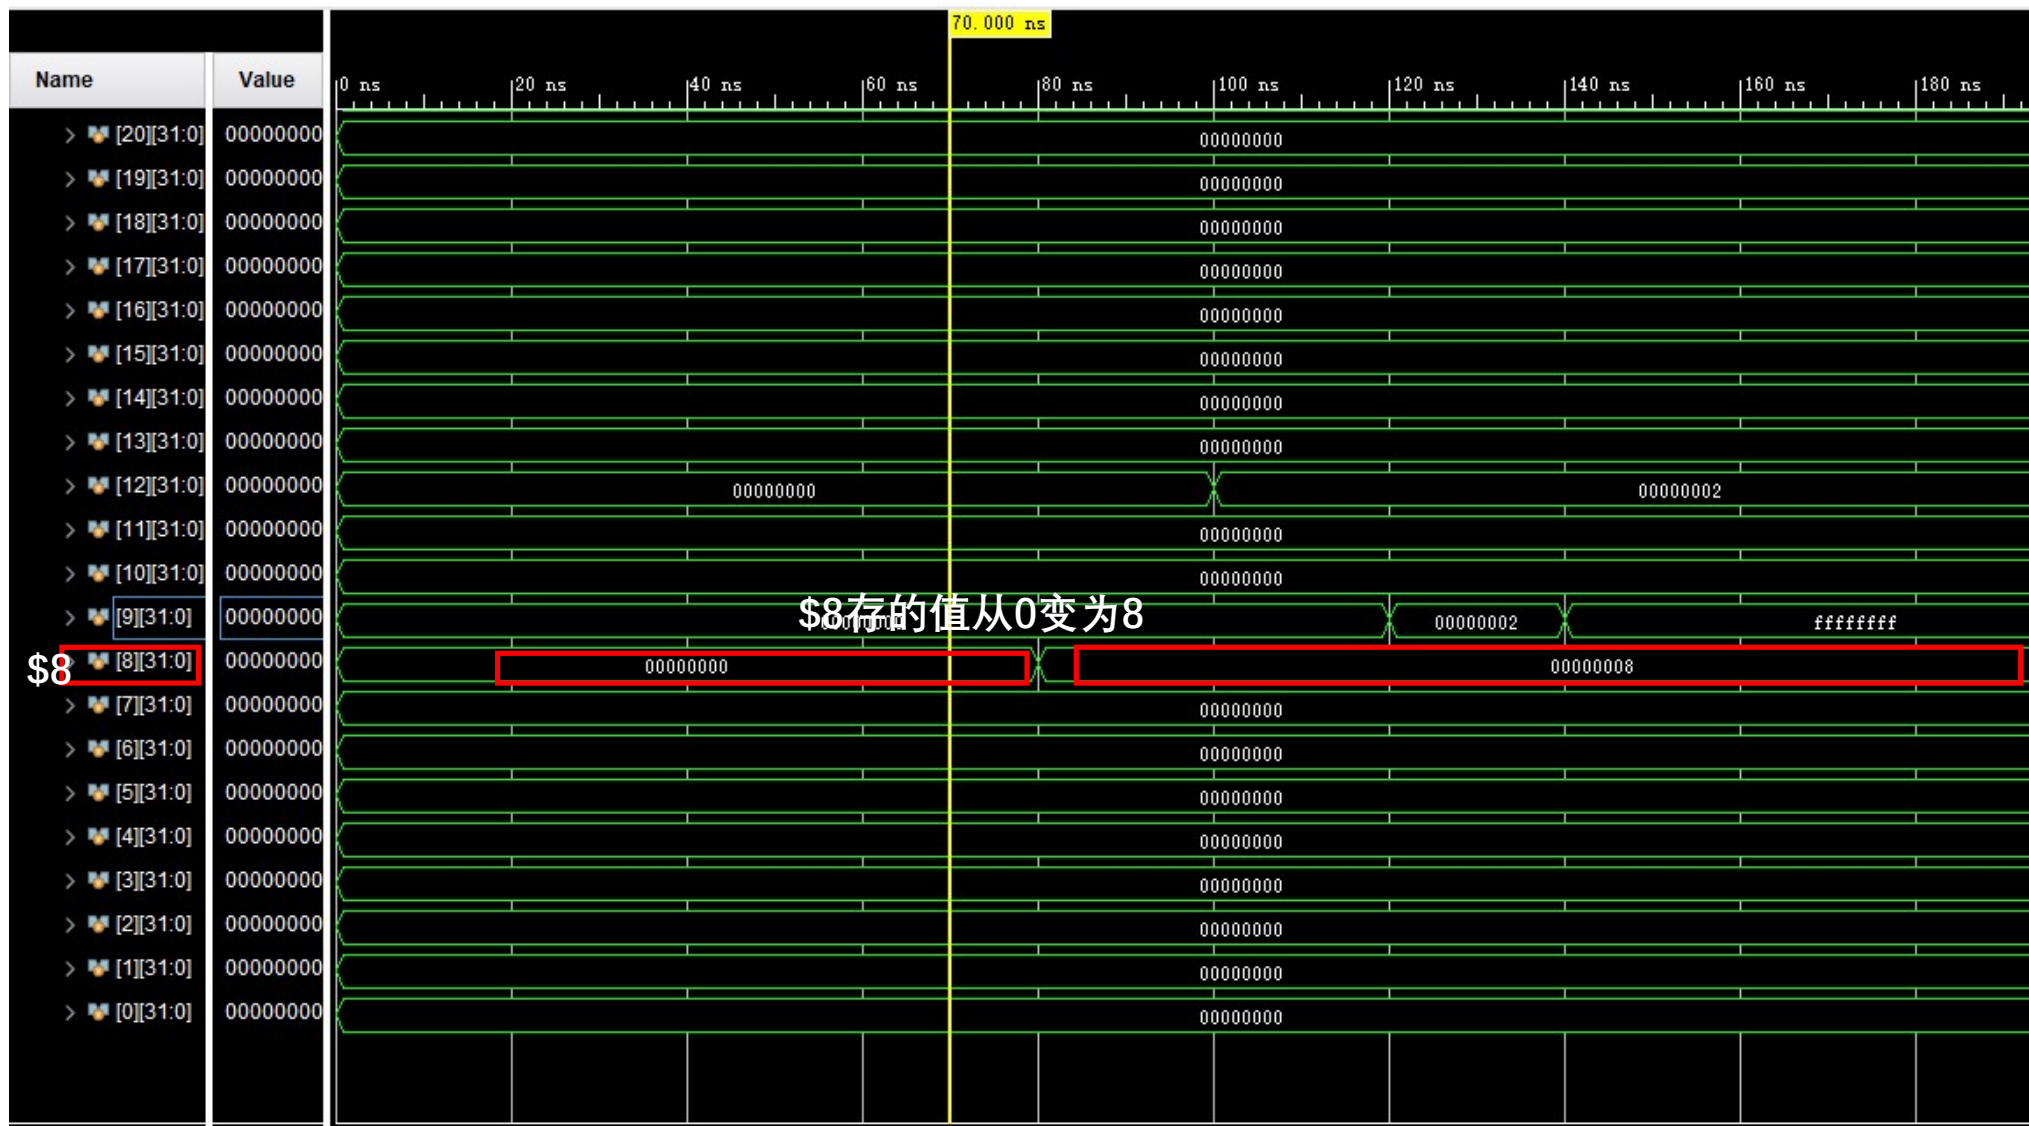 70.000 ns
Name Value 0 ns 20 ns 40 ns 60 ns 80 ns 100 ns 120 ns 140 ns 160 ns 180 ns
[20][31:0] 00000000 00000000
[19][31:0] 00000000 00000000
[18][31:0] 00000000 00000000
[17][31:0] 00000000 00000000
[16][31:0] 00000000 00000000
[15][31:0] 00000000 00000000
[14][31:0] 00000000 00000000
[13][31:0] 00000000 00000000
[12][31:0] 00000000 00000000 00000002
[11][31:0] 00000000 00000000
[10][31:0] 00000000 00000000
$8存的值从0变为8
[9][31:0] 00000000 00000002 ffffffff
$8 [8][31:0] 00000000 00000000 00000008
[7][31:0] 00000000 00000000
[6][31:0] 00000000 00000000
[5][31:0] 00000000 00000000
[4][31:0] 00000000 00000000
[3][31:0] 00000000 00000000
[2][31:0] 00000000 00000000
[1][31:0] 00000000 00000000
[0][31:0] 00000000 00000000